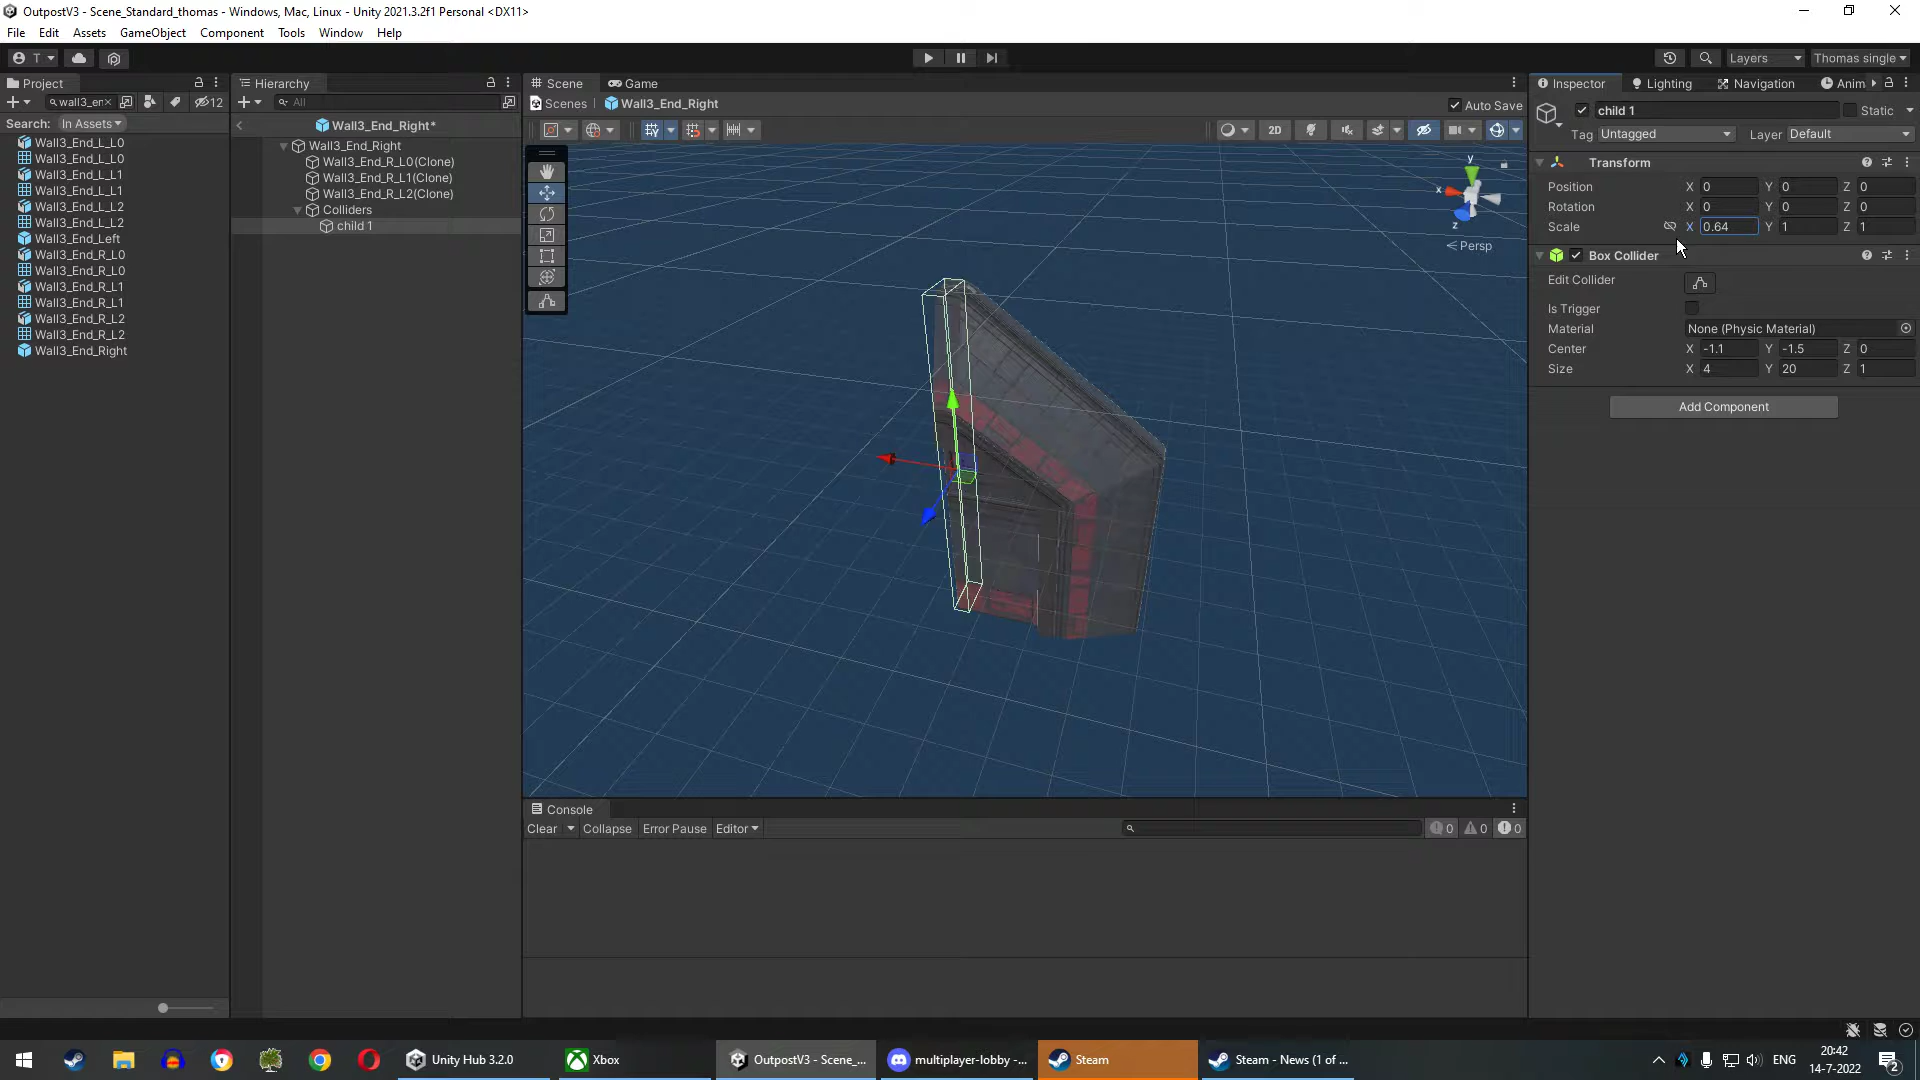 OutpostV3 - Scene_Standard_thomas - Windows, Mac, Linux - Unity 2021.3.2f1 Personal <DX11>
File Edit Assets GameObject Component Tools Window Help
T Layers Thomas single
Project Hierarchy Scene Game Inspector Lighting Navigation Anim
wall3_en 12 All Scenes Wall3_End_Right Auto Save child 1 Static
Search: In Assets Wall3_End_Right* 2D Tag Untagged Layer Default
Wall3_End_L_L0
Wall3_End_L_L0
Wall3_End_L_L1
Wall3_End_L_L1
Wall3_End_L_L2
Wall3_End_L_L2
Wall3_End_Left
Wall3_End_R_L0
Wall3_End_R_L0
Wall3_End_R_L1
Wall3_End_R_L1
Wall3_End_R_L2
Wall3_End_R_L2
Wall3_End_Right
Wall3_End_Right
Wall3_End_R_L0(Clone)
Wall3_End_R_L1(Clone)
Wall3_End_R_L2(Clone)
Colliders
child 1
y
x
z
Persp
Transform
Position X 0 Y 0 Z 0
Rotation X 0 Y 0 Z 0
Scale X 0.64 Y 1 Z 1
Box Collider
Edit Collider
Is Trigger
Material None (Physic Material)
Center X -1.1 Y -1.5 Z 0
Size X 4 Y 20 Z 1
Add Component
Console
Clear Collapse Error Pause Editor 0 0 0
Unity Hub 3.2.0 Xbox OutpostV3 - Scene_... multiplayer-lobby -... Steam Steam - News (1 of ... ENG 20:42
14-7-2022 2